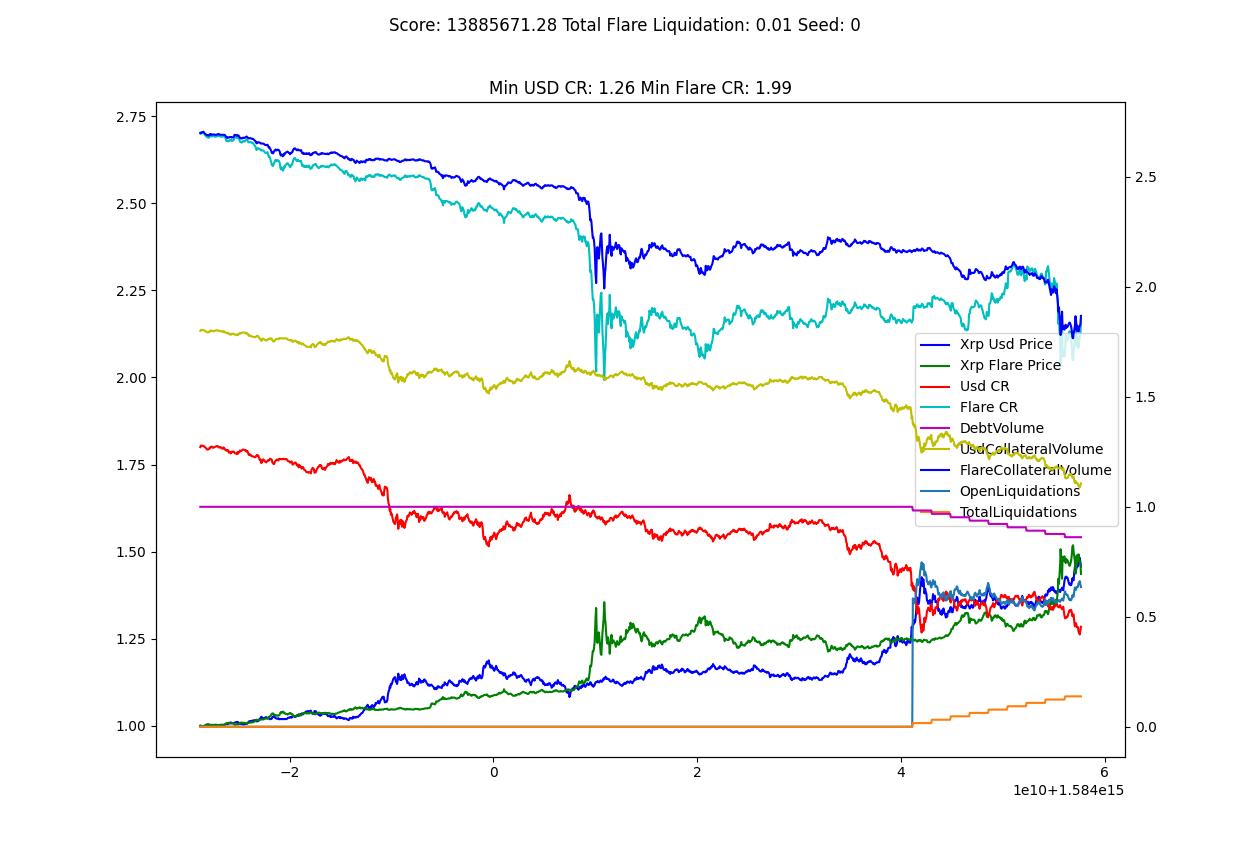 Score: 13885671.28 Total Flare Liquidation: 0.01 Seed: 0
Min USD CR: 1.26 Min Flare CR: 1.99
2.75
2.50
2.25
2.00
1.75
1.50
1.25
1.00
2.5
2.0
1.5
1.0
0.5
0.0
Xrp Usd Price
Xrp Flare Price
Usd CR
Flare CR
DebtVolume
UsdCollateralVolume
FlareCollateralVolume
OpenLiquidations
TotalLiquidations
−2 0 2 4 6
1e10+1.584e15